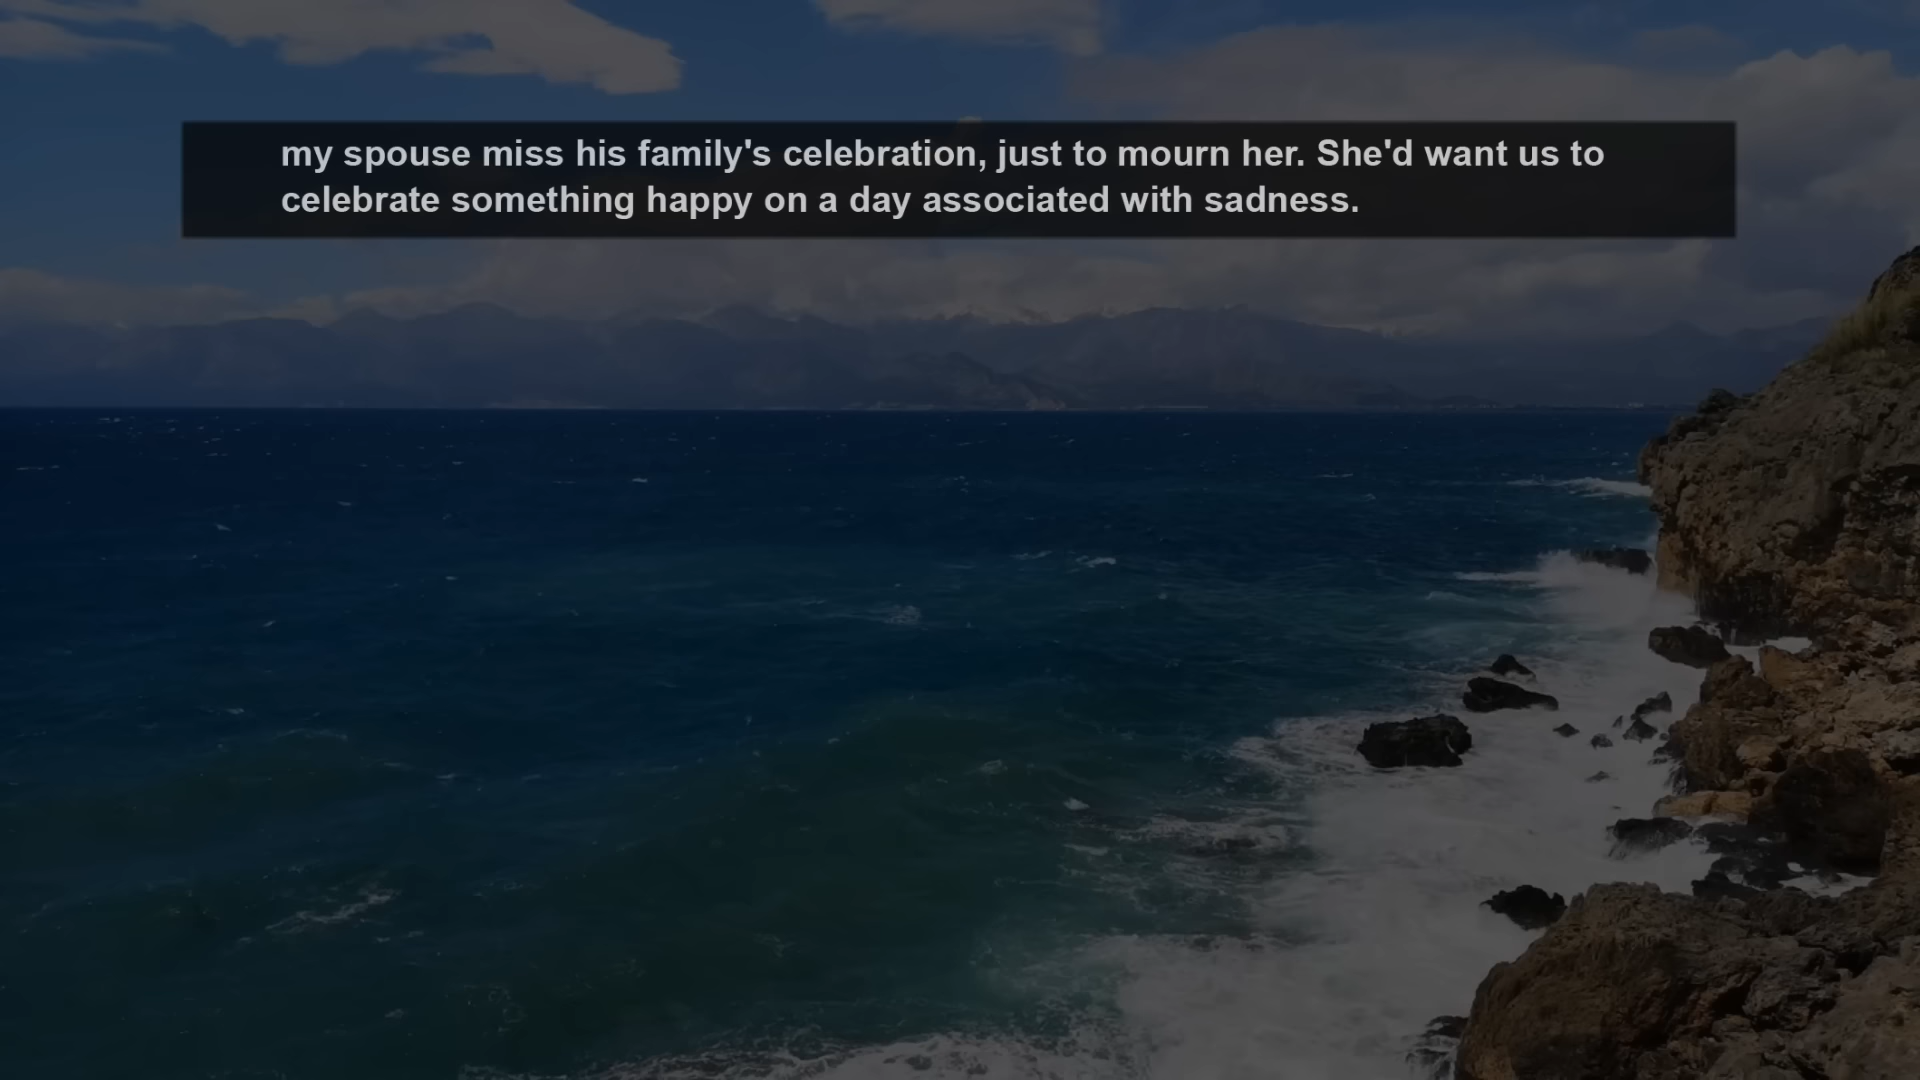 my spouse miss his family's celebration, just to mourn her. She'd want us to
celebrate something happy on a day associated with sadness.